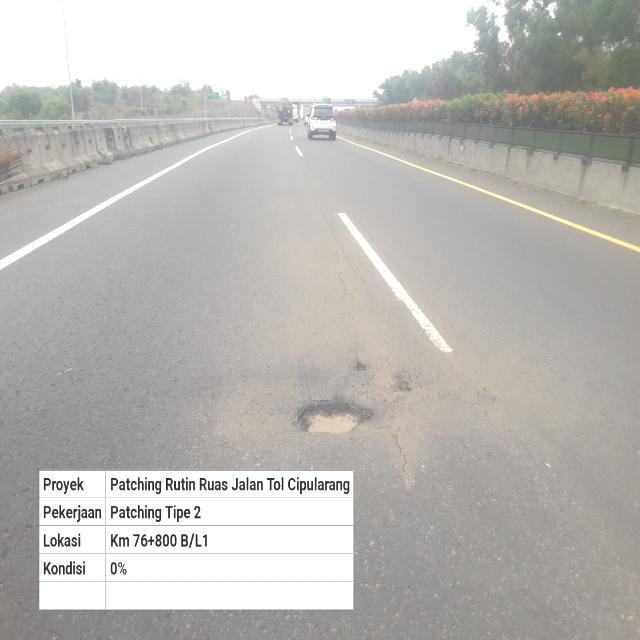 Proyek Patching Rutin Ruas Jalan Tol Cipularang
Pekerjaan Patching Tipe 2
Lokasi Km 76+800 B/L1
Kondisi 0%